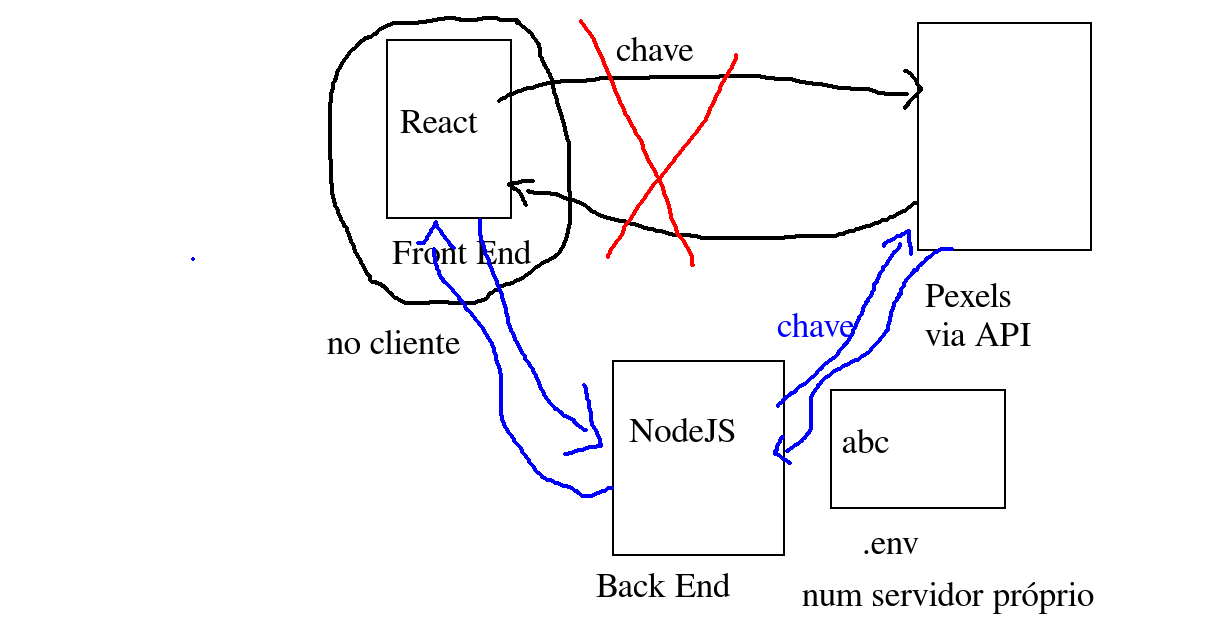 chave
React
Front End
no cliente
Pexels
via API
chave
NodeJS
abc
.env
Back End
num servidor próprio